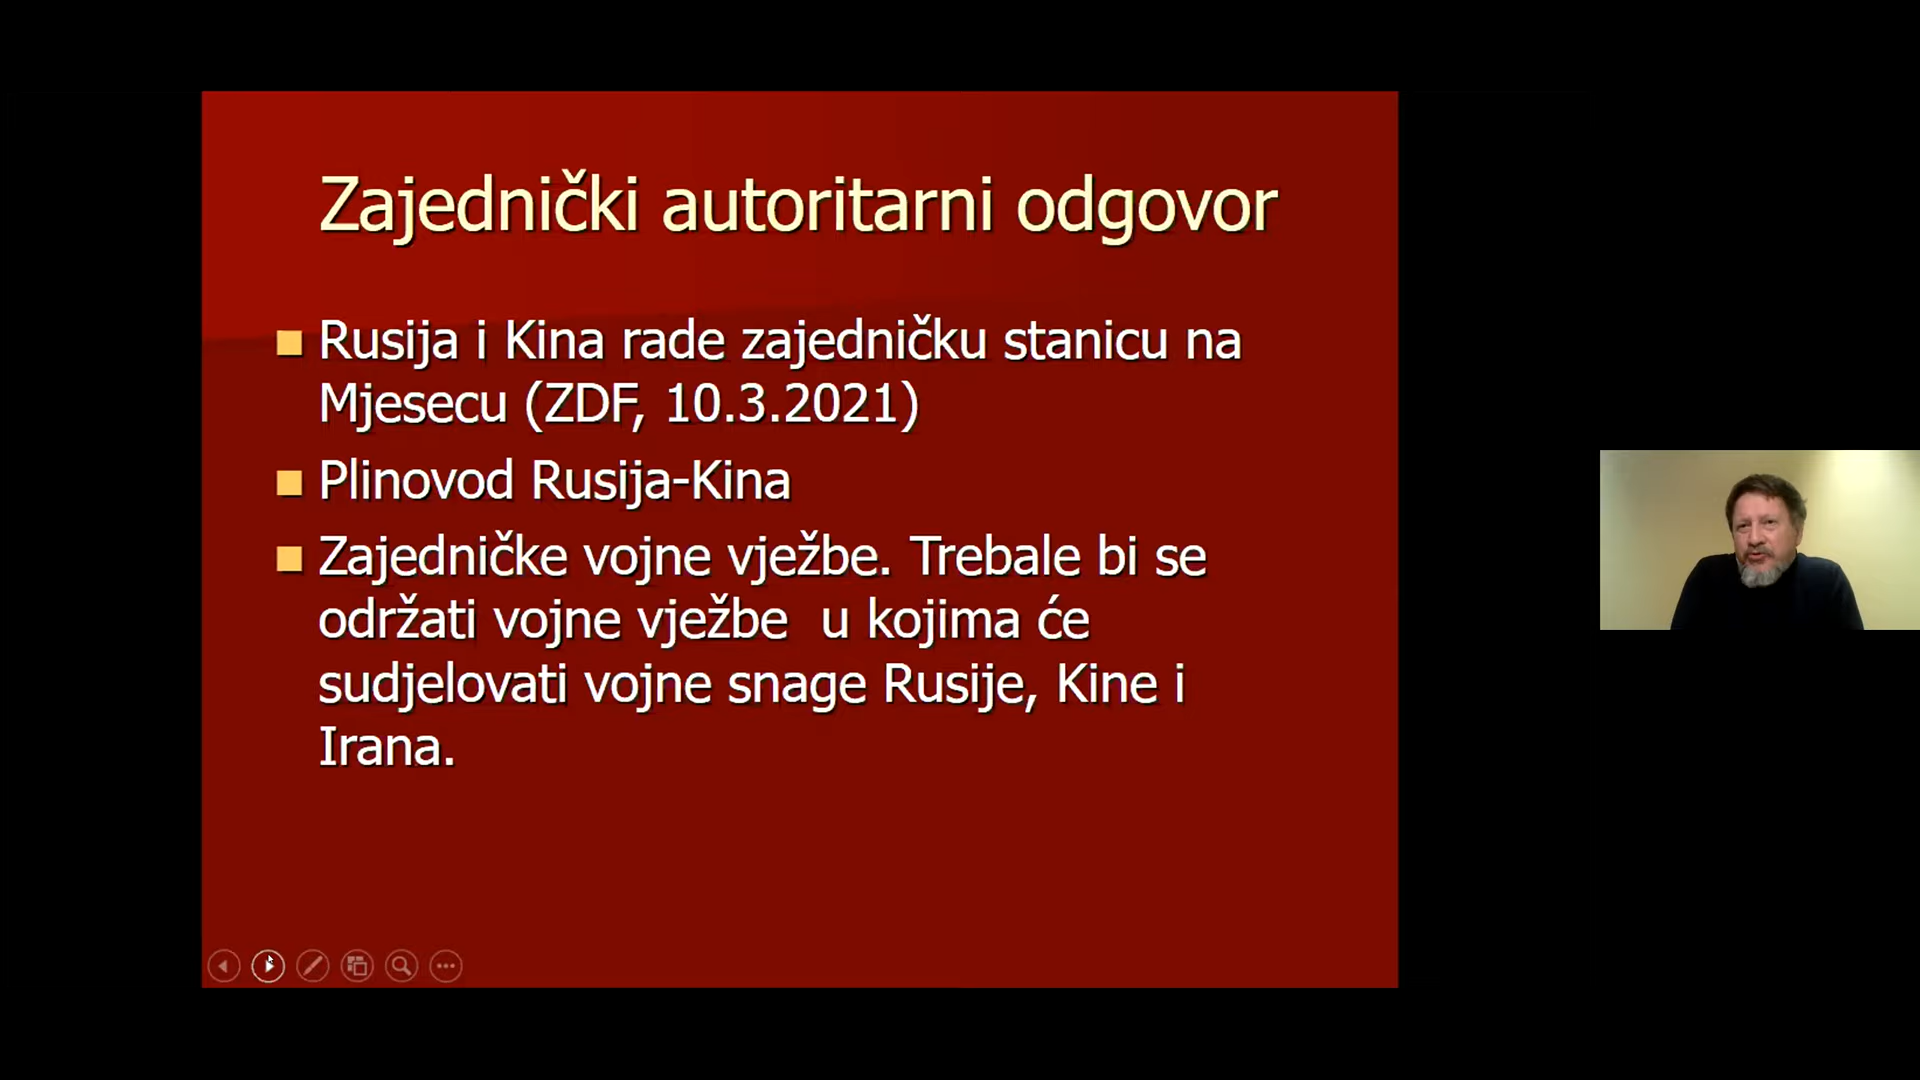 Zajednički autoritarni odgovor
Rusija i Kina rade zajedničku stanicu na
Mjesecu (ZDF, 10.3.2021)
Plinovod Rusija-Kina
Zajedničke vojne vježbe. Trebale bi se
održati vojne vježbe  u kojima će
sudjelovati vojne snage Rusije, Kine i
Irana.